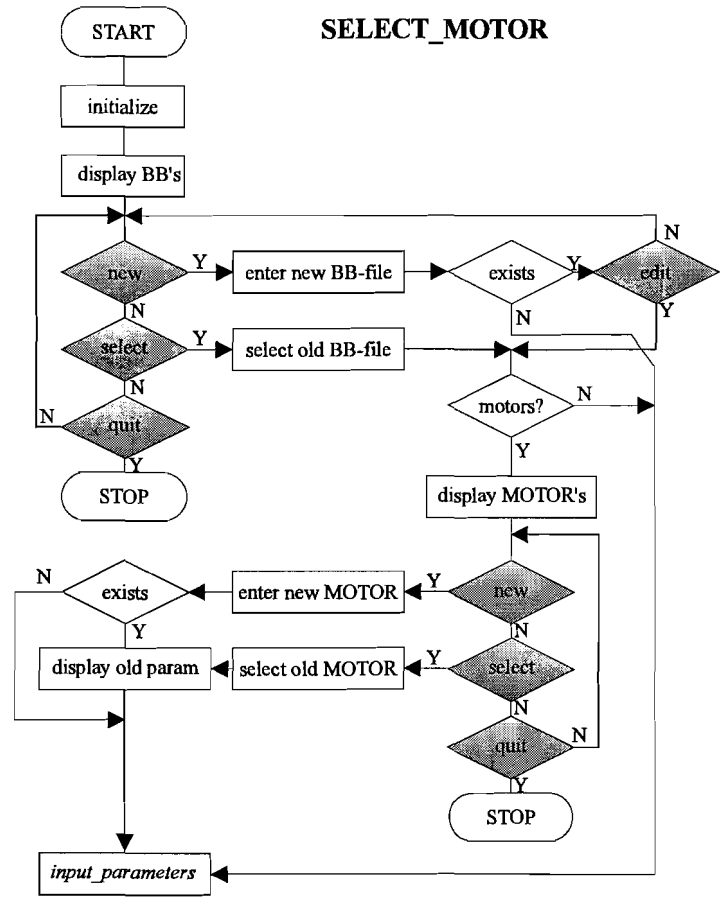 START
SELECT_MOTOR
initialize
display BB's
N
new
Y
enter new BB-file
exists
Y
edit
N
N
Y
select
Y
select old BB-file
N
N
quit
motors?
N
Y
Y
STOP
display MOTOR's
N
exists
enter new MOTOR
Y
new
Y
N
display old param
select old MOTOR
Y
select
N
quit
N
Y
STOP
input_parameters